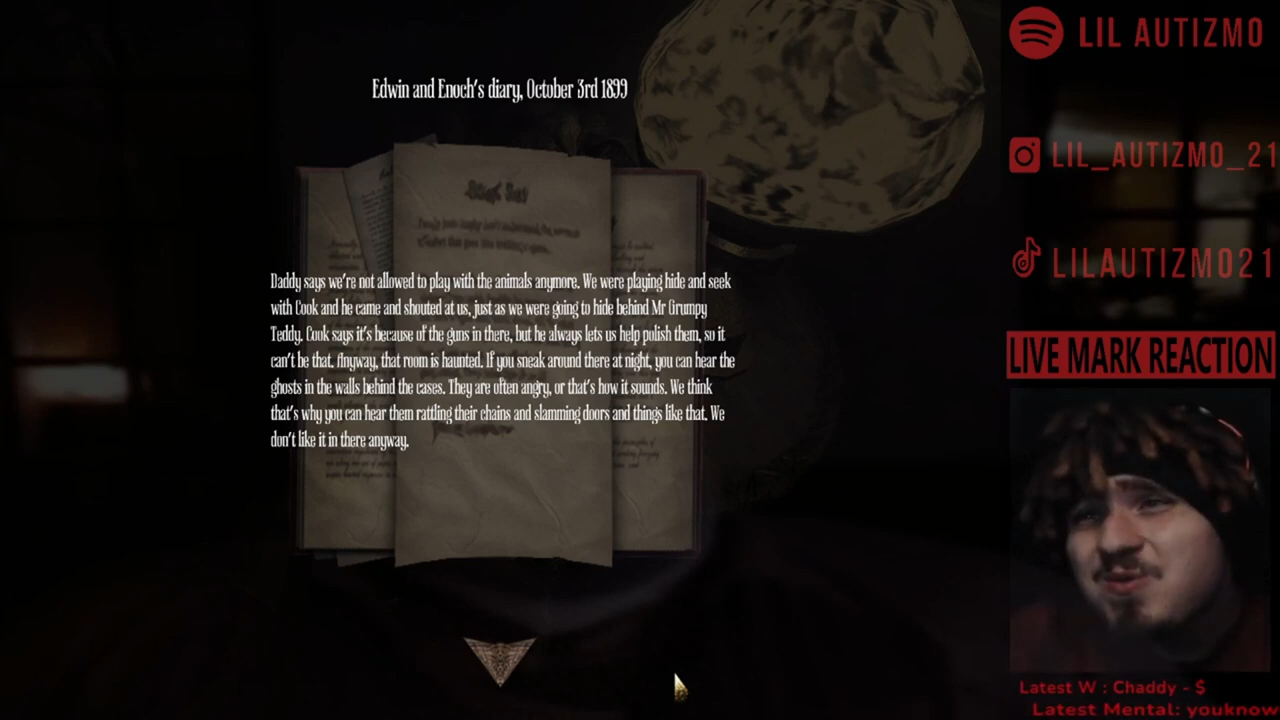 Edwin and Enoch's diary, October 3rd 1899
Daddy says we're not allowed to play with the animals anymore. We were playing hide and seek
with Cook and he came and shouted at us, just as we were going to hide behind Mr Grumpy
Teddy. Cook says it's because of the guns in there, but he always lets us help polish them, so it
can't be that. Anyway, that room is haunted. If you sneak around there at night, you can hear the
ghosts in the walls behind the cases. They are often angry, or that's how it sounds. We think
that's why you can hear them rattling their chains and slamming doors and things like that. We
don't like it in there anyway.
LIL AUTIZMO
LIL_AUTIZMO_21
LILAUTIZMO21
LIVE MARK REACTION
Latest W : Chaddy - $
Latest Mental: youknow